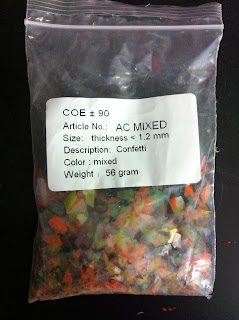 COE ± 90
Article No.: AC MIXED
Size: thickness < 1.2 mm
Description: Confetti
Color : mixed
Weight : 56 gram